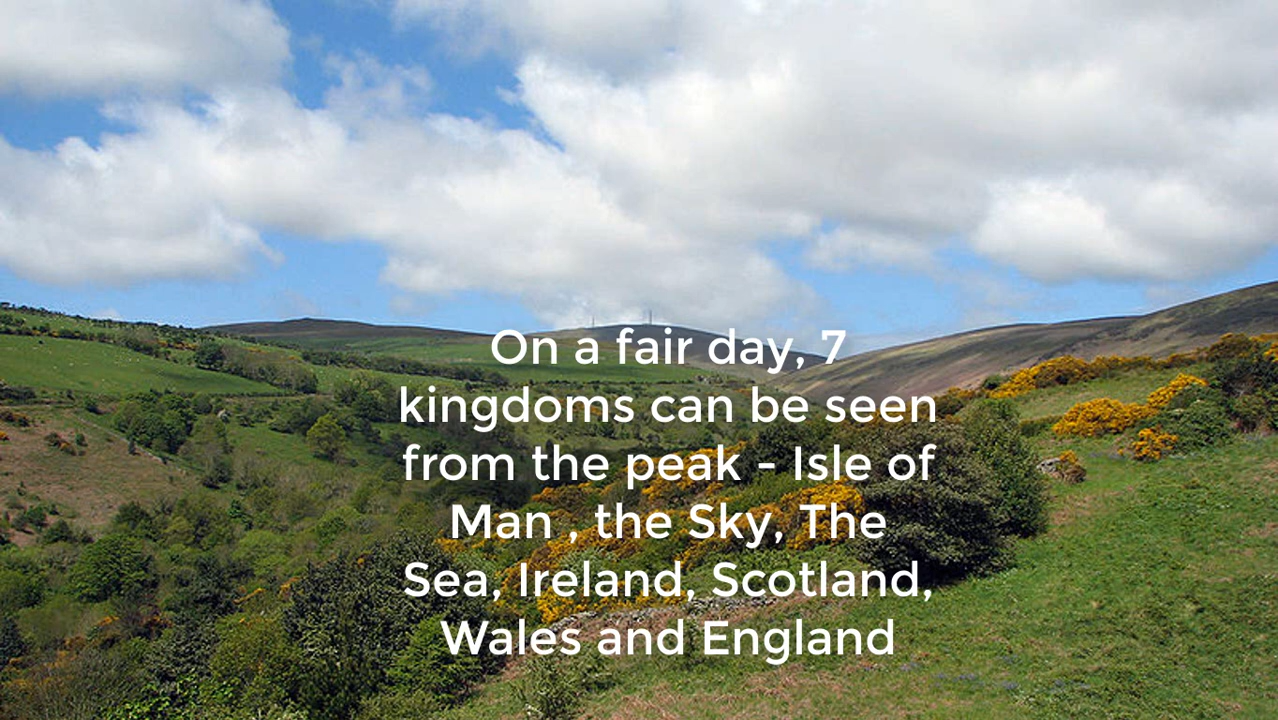 On a fair day, 7
kingdoms can be seen
from the peak - Isle of
Man , the Sky, The
Sea, Ireland, Scotland,
Wales and England